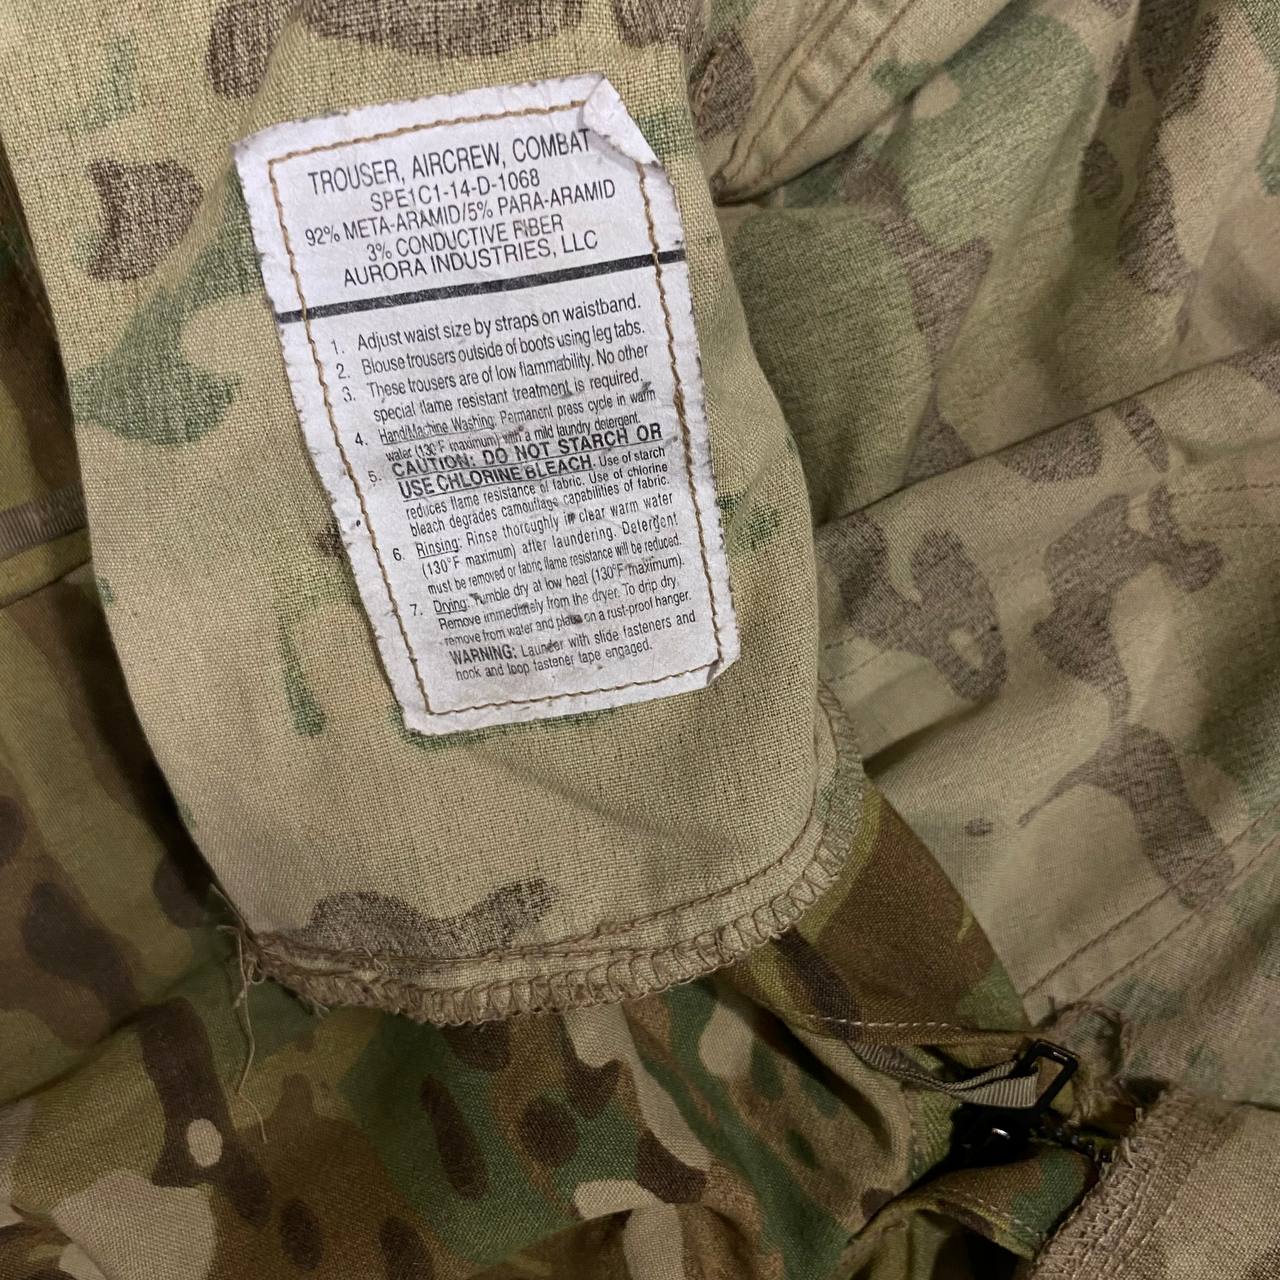 TROUSER, AIRCREW, COMBAT
SPE1C1-14-D-1068
92% META-ARAMID/5% PARA-ARAMID
3% CONDUCTIVE FIBER
AURORA INDUSTRIES, LLC
1. Adjust waist size by straps on waistband.
2. Blouse trousers outside of boots using leg tabs.
3. These trousers are of low flammability. No other
special flame resistant treatment is required.
4. Hand/Machine Washing: Permanent press cycle in warm
water (130°F maximum) with a mild laundry detergent.
5. CAUTION: DO NOT STARCH OR
USE CHLORINE BLEACH. Use of starch
reduces flame resistance of fabric. Use of chlorine
bleach degrades camouflage capabilities of fabric.
6. Rinsing: Rinse thoroughly in clear warm water
(130°F maximum) after laundering. Detergent
must be removed or fabric flame resistance will be reduced.
7. Drying: Tumble dry at low heat (130°F maximum).
Remove immediately from the dryer. To drip dry,
remove from water and place on a rust-proof hanger.
WARNING: Launder with slide fasteners and
hook and loop fastener tape engaged.